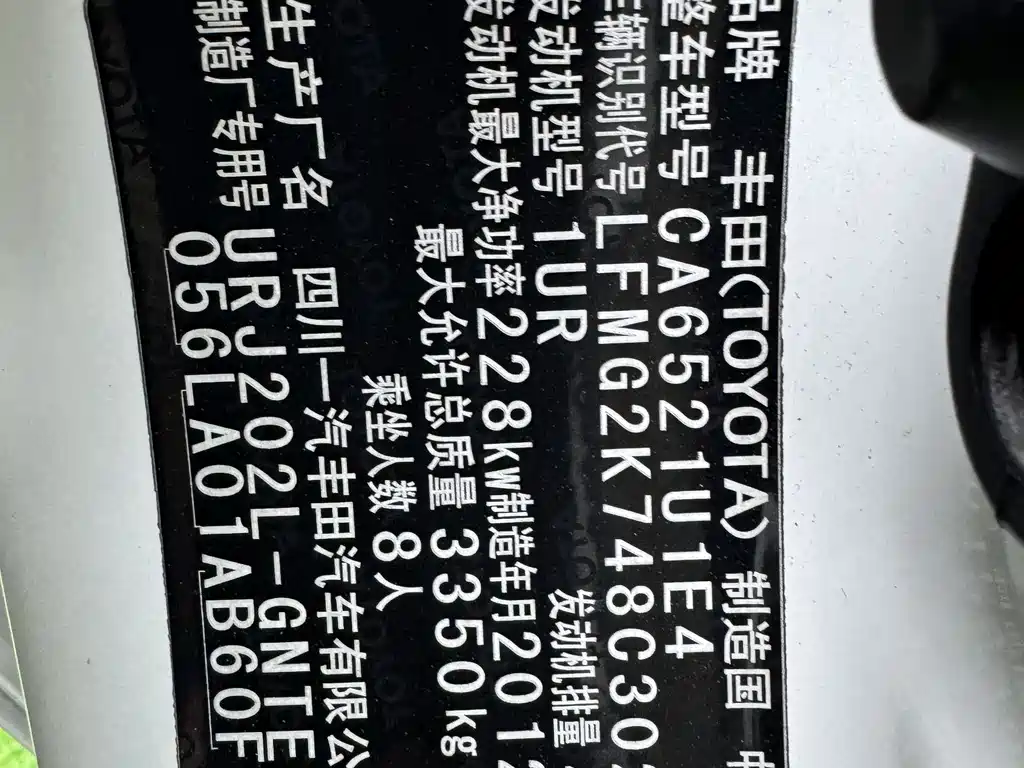 品牌 丰田(TOYOTA) 制造国 中
整车型号 CA6521U1E4
车辆识别代号 LFMG2K748C30
发动机型号 1UR 发动机排量
发动机最大净功率 228kW 制造年月 2012
最大允许总质量 3350kg
乘坐人数 8人
生产厂名 四川一汽丰田汽车有限公
制造厂专用号 URJ202L-GNTE
056LA01AB60F